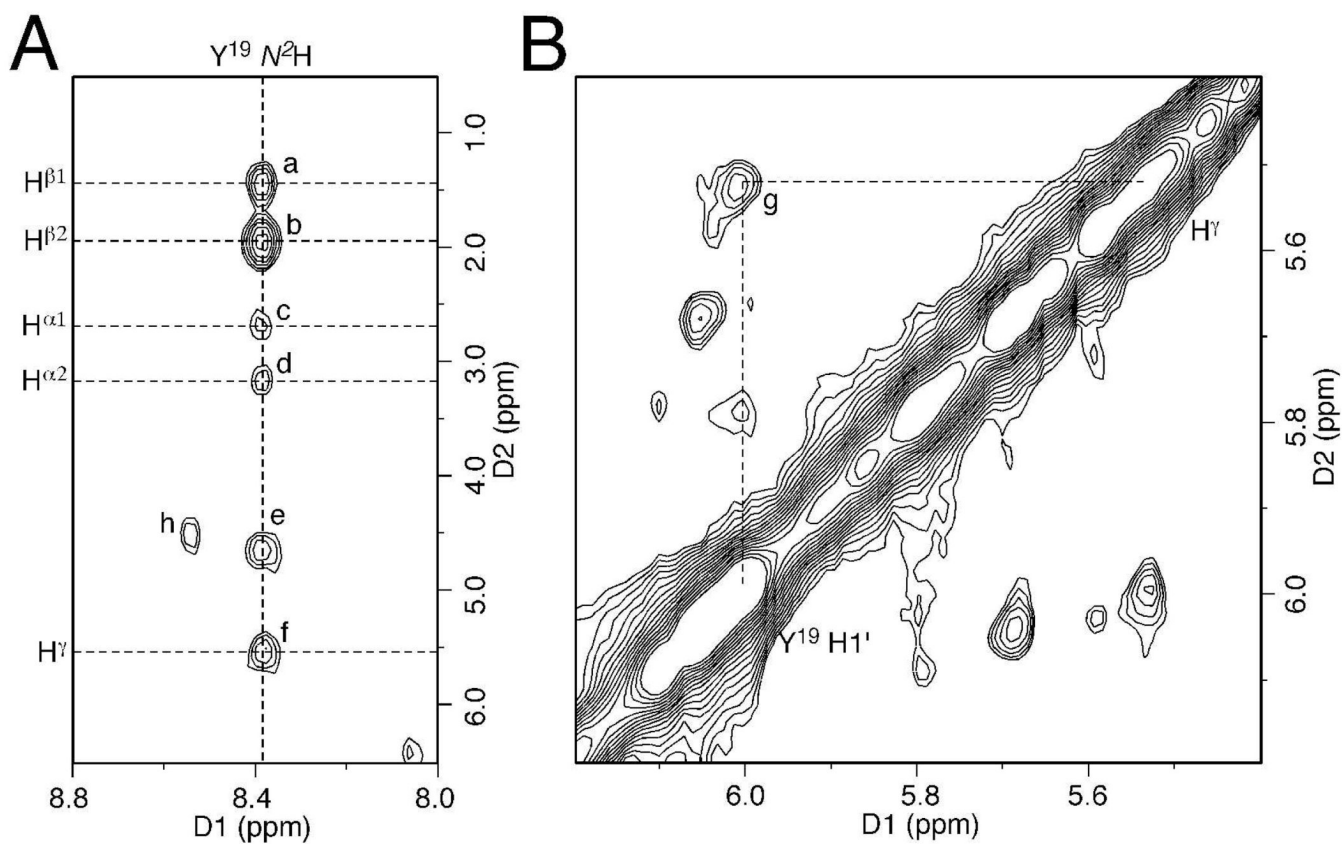 A
Y¹⁹ N²H
a
b
c
d
e
f
h
Hᵝ¹
Hᵝ²
Hᵅ¹
Hᵅ²
Hᵞ
1.0
2.0
3.0
4.0
5.0
6.0
D2 (ppm)
8.8
8.4
8.0
D1 (ppm)
B
g
Hᵞ
Y¹⁹ H1'
5.6
5.8
6.0
D2 (ppm)
6.0
5.8
5.6
D1 (ppm)